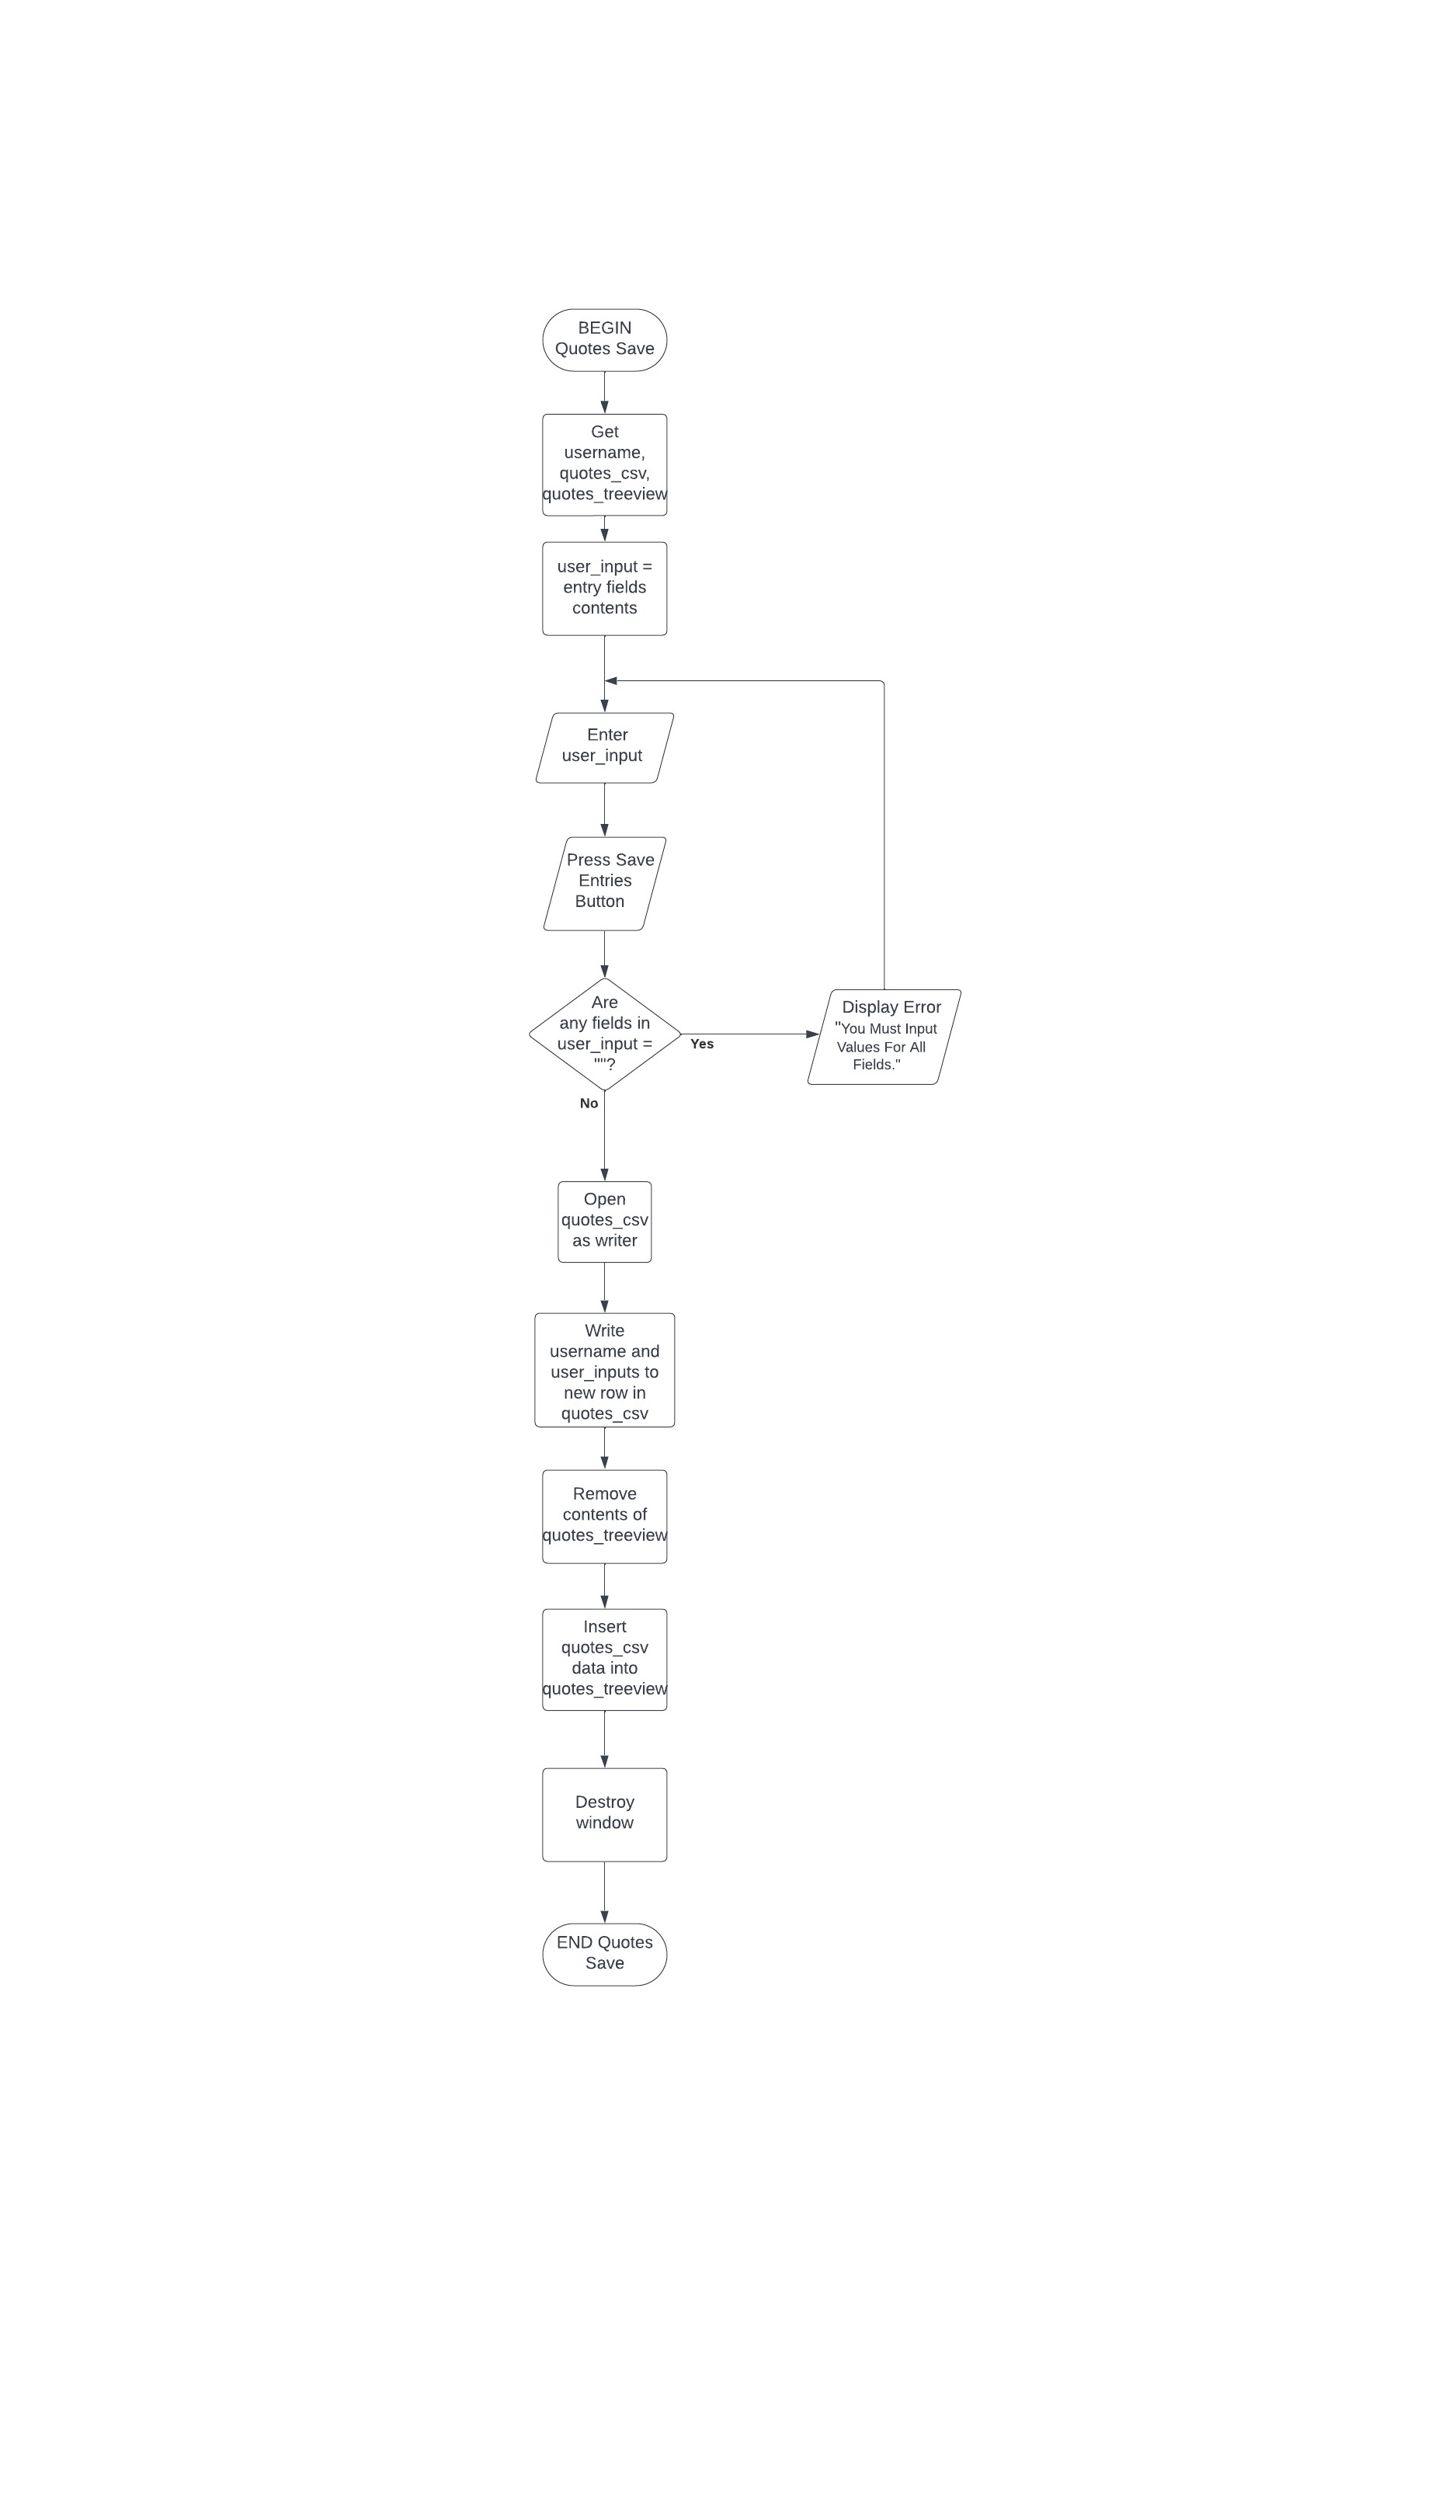 BEGIN
Quotes Save
Get
username,
quotes_csv,
quotes_treeview
user_input =
entry fields
contents
Enter
user_input
Press Save
Entries
Button
Are
any fields in
user_input =
""?
Yes
Display Error
"You Must Input
Values For All
Fields."
No
Open
quotes_csv
as writer
Write
username and
user_inputs to
new row in
quotes_csv
Remove
contents of
quotes_treeview
Insert
quotes_csv
data into
quotes_treeview
Destroy
window
END Quotes
Save